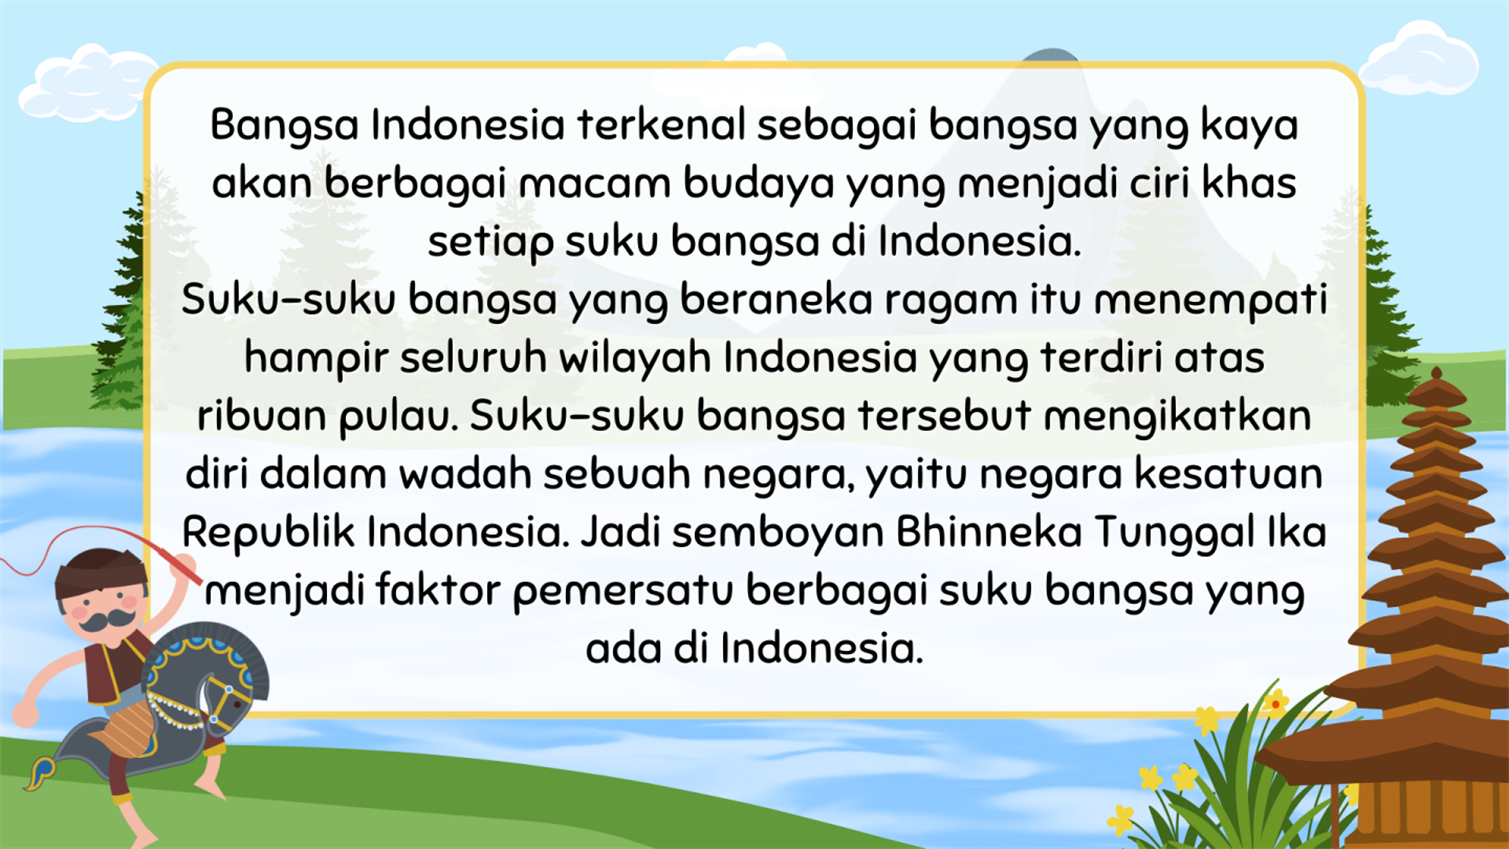 Bangsa Indonesia terkenal sebagai bangsa yang kaya
akan berbagai macam budaya yang menjadi ciri khas
setiap suku bangsa di Indonesia.
Suku-suku bangsa yang beraneka ragam itu menempati
hampir seluruh wilayah Indonesia yang terdiri atas
ribuan pulau. Suku-suku bangsa tersebut mengikatkan
diri dalam wadah sebuah negara, yaitu negara kesatuan
Republik Indonesia. Jadi semboyan Bhinneka Tunggal Ika
menjadi faktor pemersatu berbagai suku bangsa yang
ada di Indonesia.